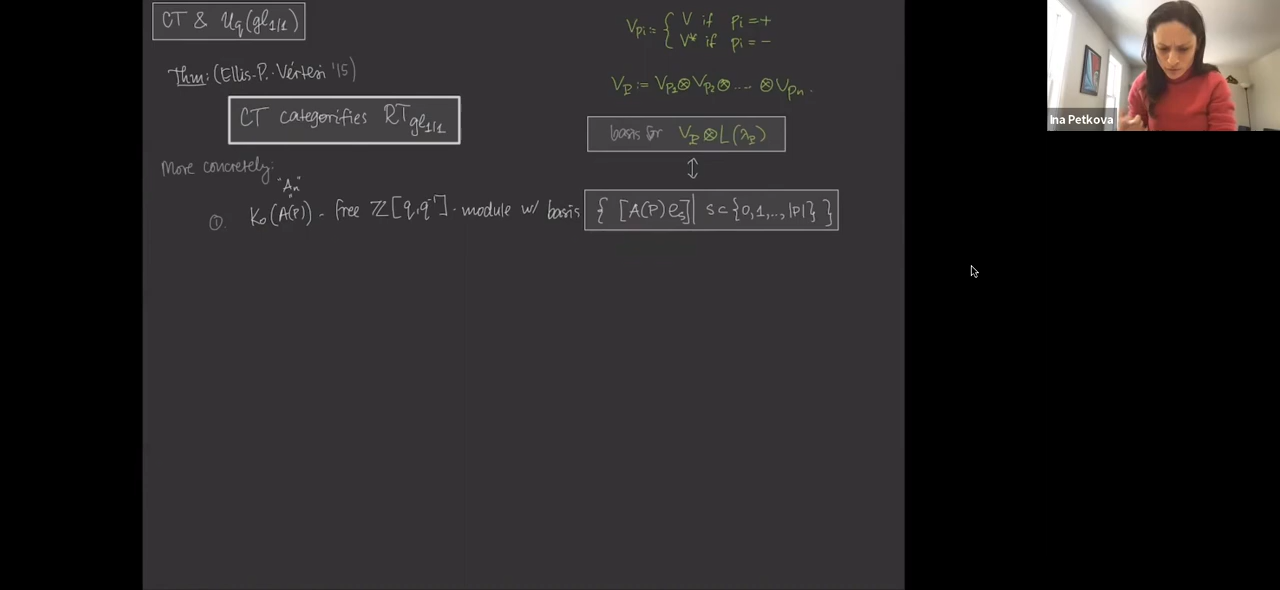 CT & Uq(gl1|1)
Thm: (Ellis-P.-Vértesi '15)
CT categorifies RTgl1|1
More concretely:
"An"
① K0(A(P)) - free ℤ[q,q⁻¹]-module w/ basis { [A(P)es] | s⊂{0,1,..,|P|} }
Vpi := { V if pi = +
V* if pi = -
VP := Vp1⊗Vp2⊗....⊗Vpn.
basis for VP⊗L(λP)
↕
Ina Petkova